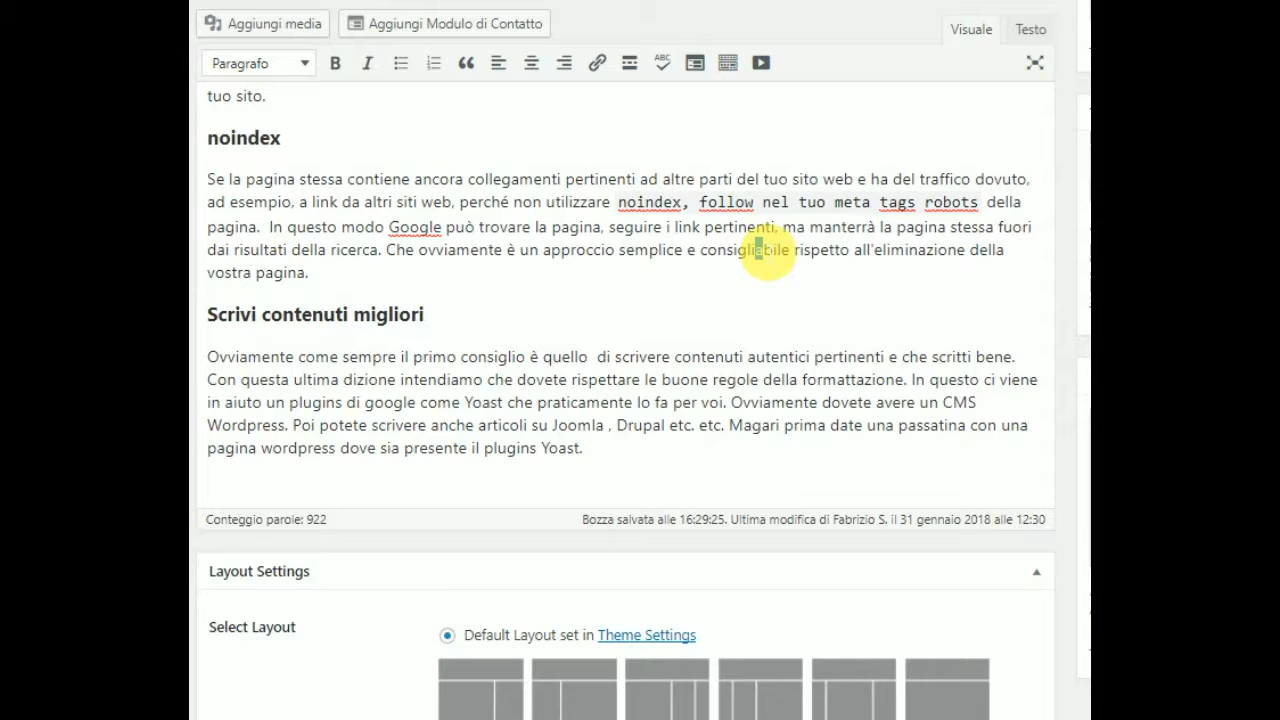 Aggiungi media
Aggiungi Modulo di Contatto
Visuale
Testo
Paragrafo
B
I
ABC
tuo sito.
noindex
Se la pagina stessa contiene ancora collegamenti pertinenti ad altre parti del tuo sito web e ha del traffico dovuto,
ad esempio, a link da altri siti web, perché non utilizzare noindex, follow nel tuo meta tags robots della
pagina. In questo modo Google può trovare la pagina, seguire i link pertinenti, ma manterrà la pagina stessa fuori
dai risultati della ricerca. Che ovviamente è un approccio semplice e consigliabile rispetto all'eliminazione della
vostra pagina.
Scrivi contenuti migliori
Ovviamente come sempre il primo consiglio è quello di scrivere contenuti autentici pertinenti e che scritti bene.
Con questa ultima dizione intendiamo che dovete rispettare le buone regole della formattazione. In questo ci viene
in aiuto un plugins di google come Yoast che praticamente lo fa per voi. Ovviamente dovete avere un CMS
Wordpress. Poi potete scrivere anche articoli su Joomla , Drupal etc. etc. Magari prima date una passatina con una
pagina wordpress dove sia presente il plugins Yoast.
Conteggio parole: 922
Bozza salvata alle 16:29:25. Ultima modifica di Fabrizio S. il 31 gennaio 2018 alle 12:30
Layout Settings
Select Layout
Default Layout set in Theme Settings